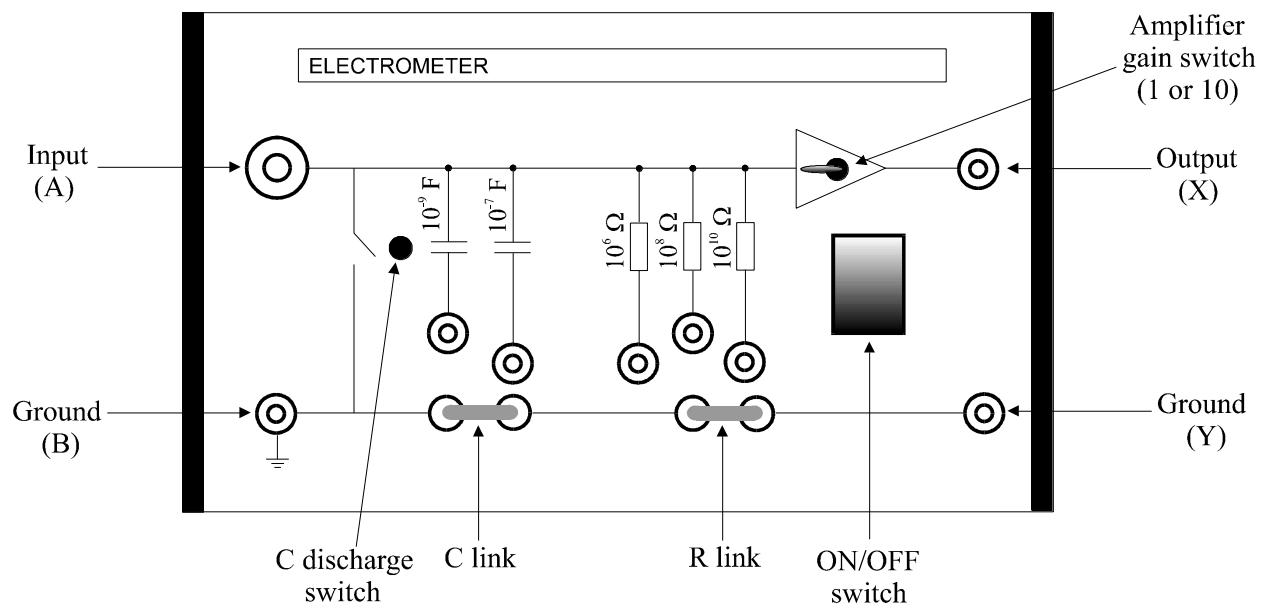 Amplifier
gain switch
(1 or 10)
ELECTROMETER
Input
(A)
Output
(X)
10⁻⁹ F
10⁻⁷ F
10⁶ Ω
10⁸ Ω
10¹⁰ Ω
Ground
(B)
Ground
(Y)
C discharge
switch
C link
R link
ON/OFF
switch